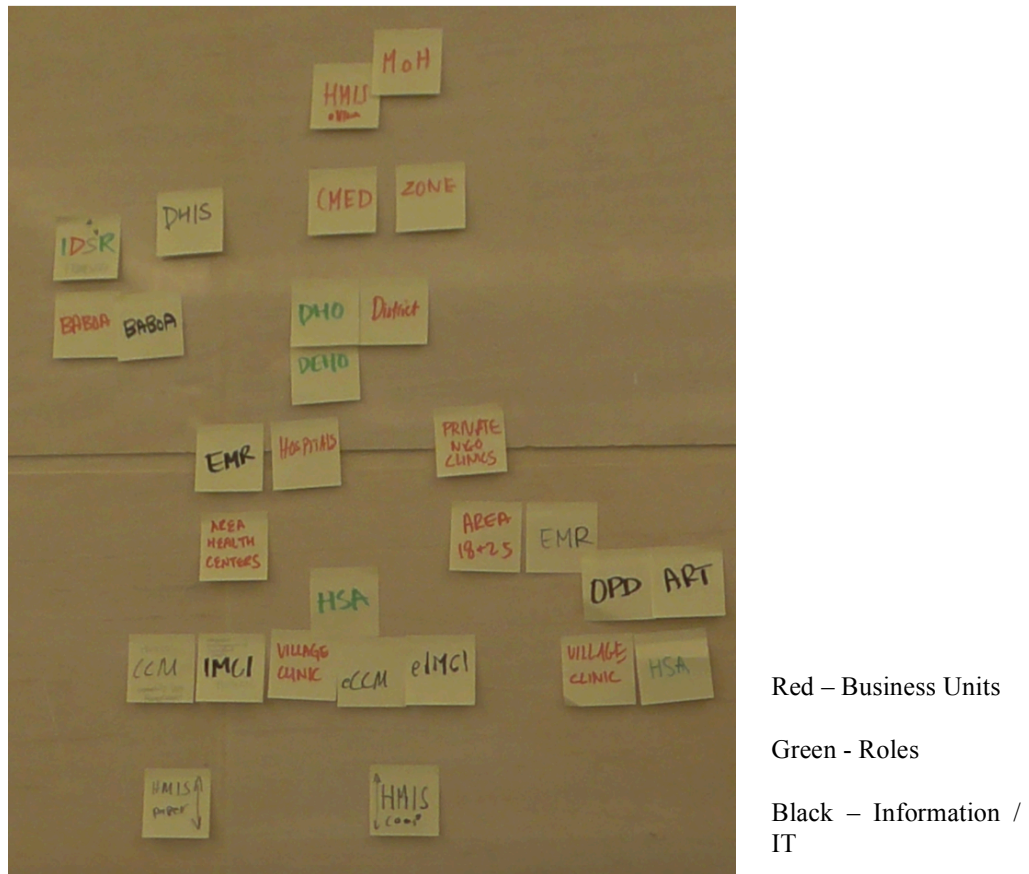 MoH
HMIS
CMED
ZONE
DHIS
IDSR
BABOA
BABOA
DHO
District
DEHO
EMR
HOSPITALS
PRIVATE
NGO
CLINICS
AREA
HEALTH
CENTERS
AREA
18+25
EMR
OPD
ART
HSA
CCM
IMCI
VILLAGE
CLINIC
eCCM
eIMCI
VILLAGE
CLINIC
HSA
HMIS
PAPER
HMIS
Red – Business Units
Green - Roles
Black – Information /
IT